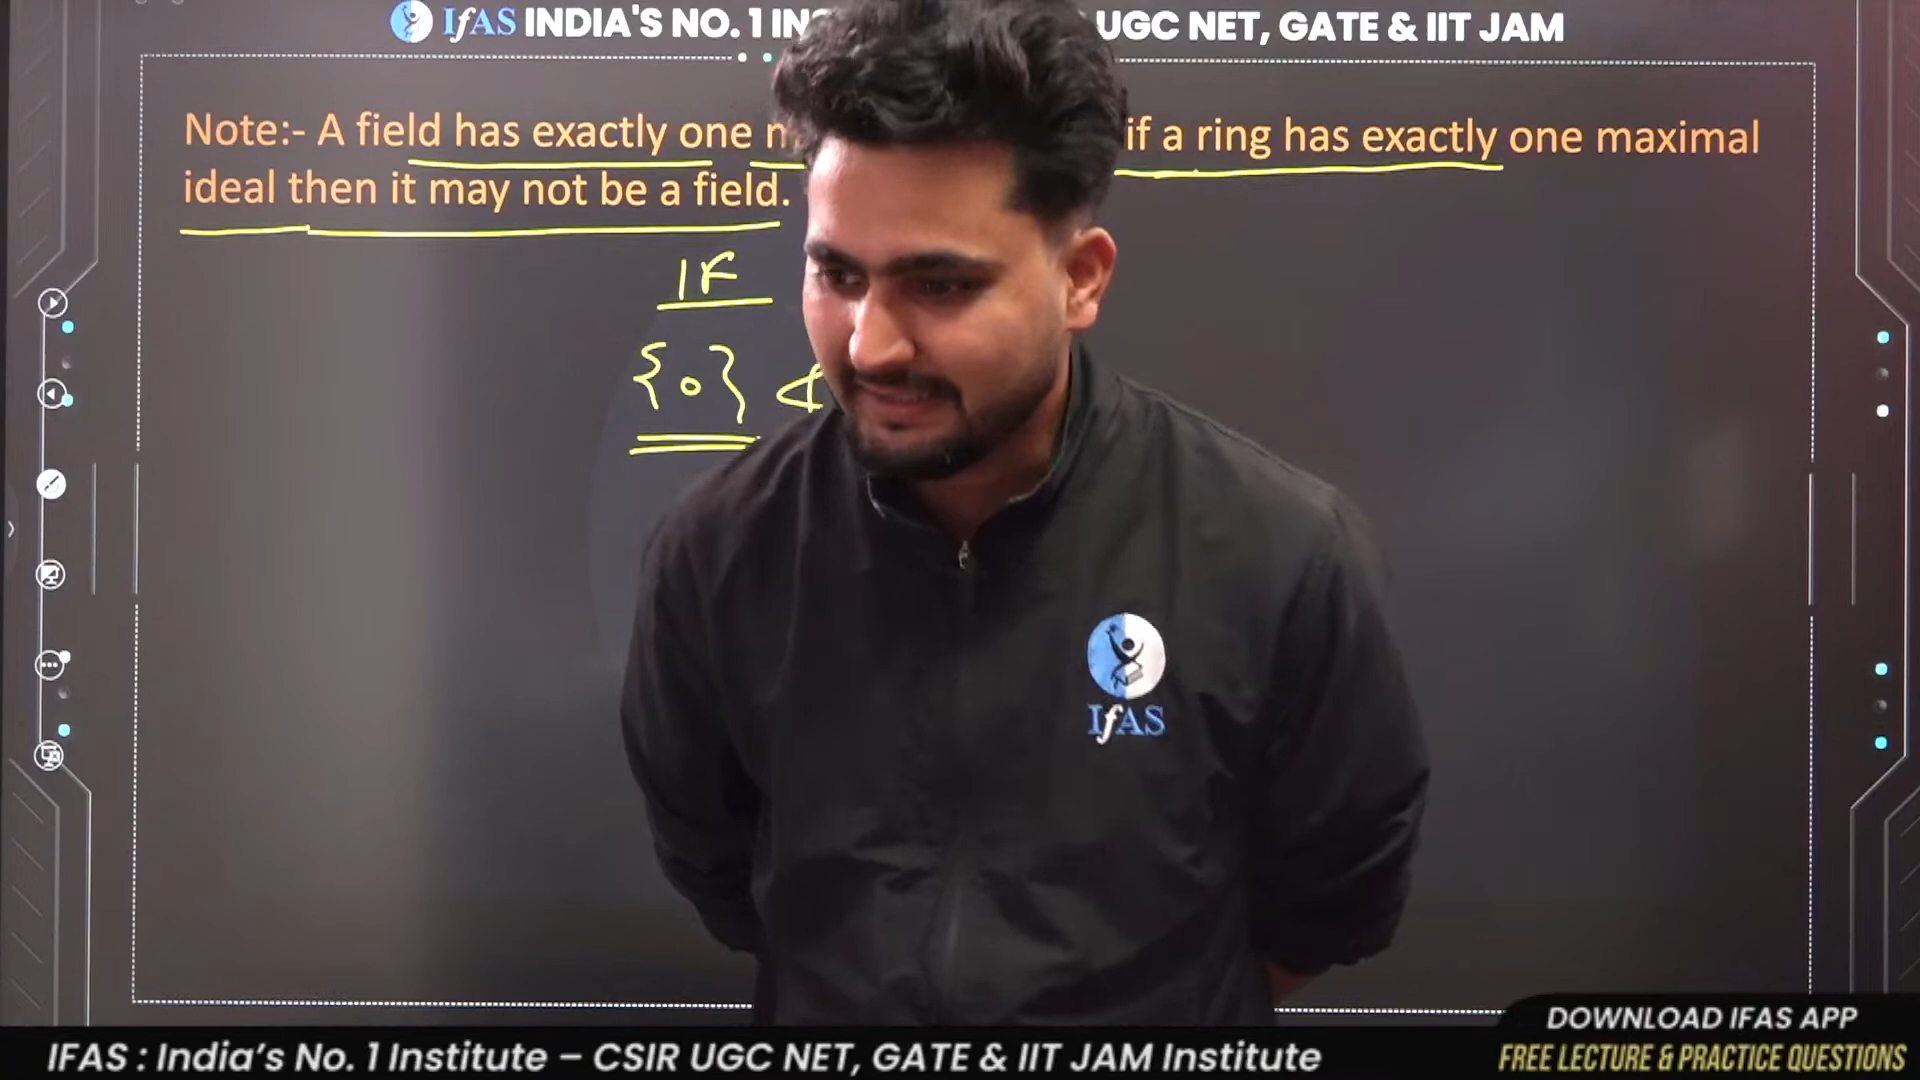 IfAS INDIA'S NO. 1 UGC NET, GATE & IIT JAM
Note:- A field has exactly one if a ring has exactly one maximal
ideal then it may not be a field.
IF
{0} &
IfAS
DOWNLOAD IFAS APP
IFAS : India's No. 1 Institute – CSIR UGC NET, GATE & IIT JAM Institute
FREE LECTURE & PRACTICE QUESTIONS